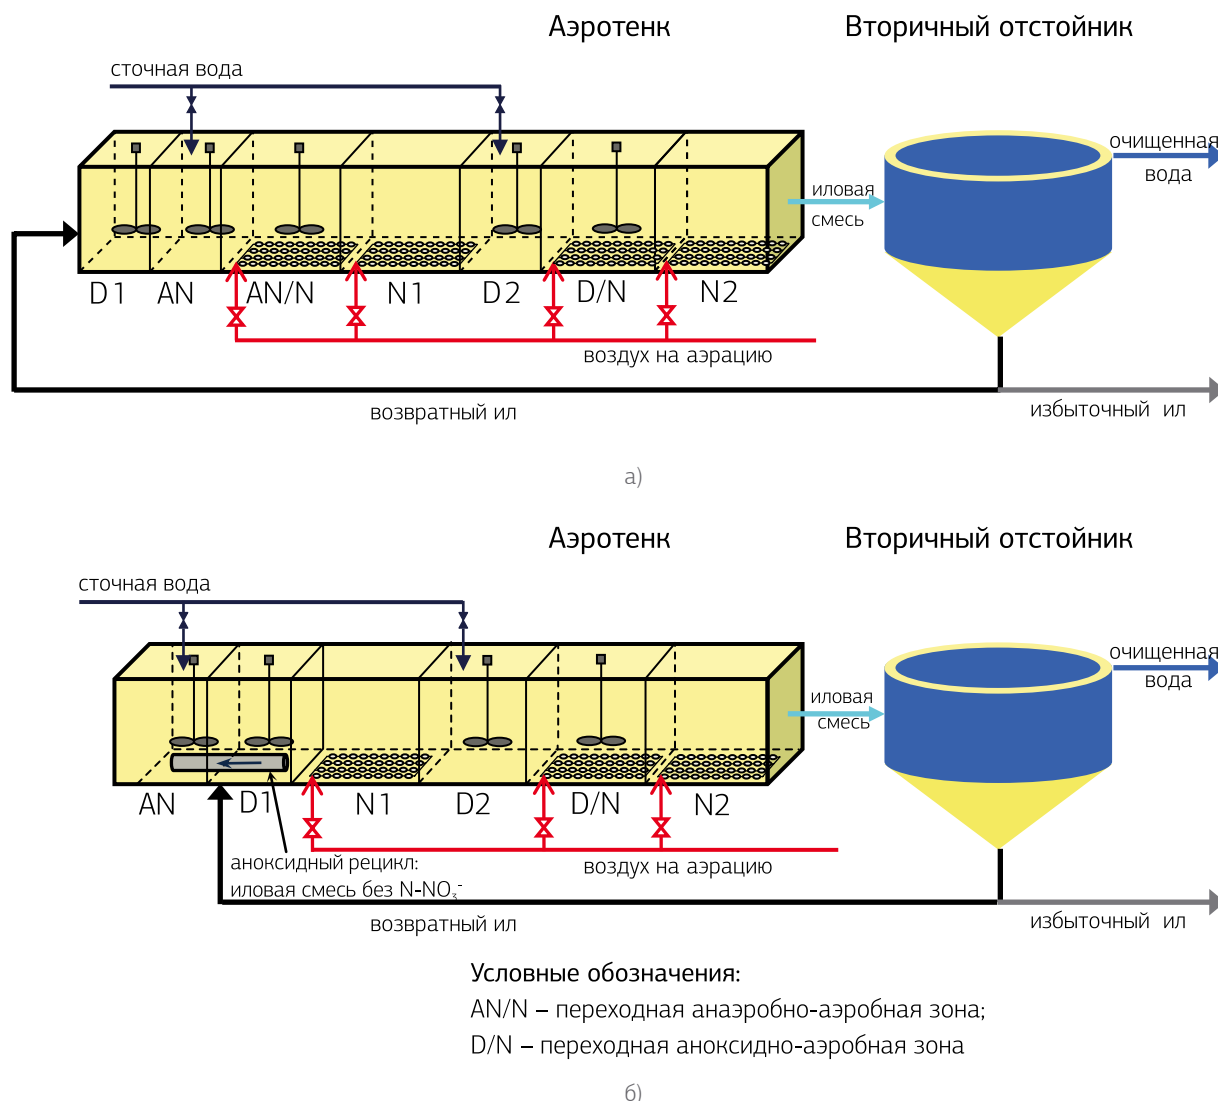 Аэротенк
Вторичный отстойник
сточная вода
очищенная
вода
иловая
смесь
D1
AN
AN/N
N1
D2
D/N
N2
воздух на аэрацию
возвратный ил
избыточный ил
а)
Аэротенк
Вторичный отстойник
сточная вода
очищенная
вода
иловая
смесь
AN
D1
N1
D2
D/N
N2
аноксидный рецикл:
иловая смесь без N-NO₃⁻
воздух на аэрацию
возвратный ил
избыточный ил
Условные обозначения:
AN/N – переходная анаэробно-аэробная зона;
D/N – переходная аноксидно-аэробная зона
б)